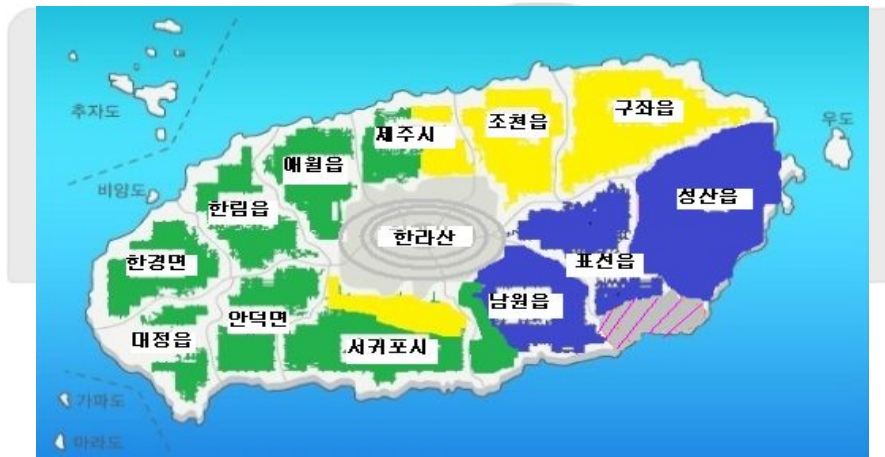 추자도
비양도
제주시
조천읍
구좌읍
우도
애월읍
한림읍
성산읍
한라산
한경면
표선읍
남원읍
안덕면
대정읍
서귀포시
가파도
마라도